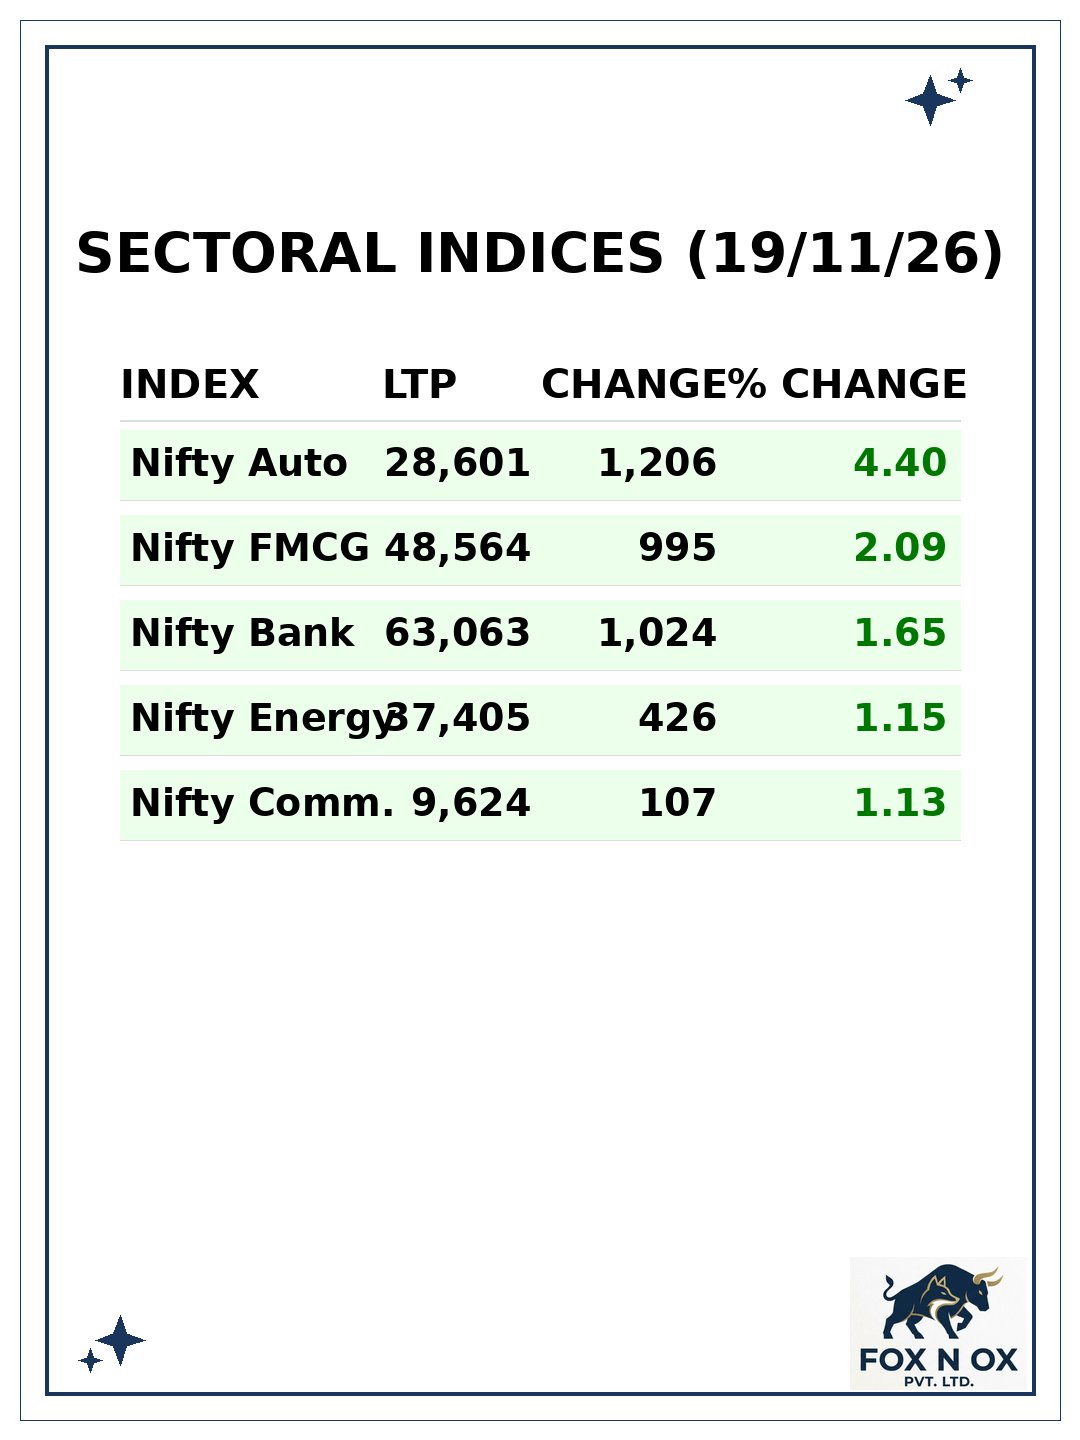 SECTORAL INDICES (19/11/26)
INDEX LTP CHANGE % CHANGE
Nifty Auto 28,601 1,206 4.40
Nifty FMCG 48,564 995 2.09
Nifty Bank 63,063 1,024 1.65
Nifty Energy 37,405 426 1.15
Nifty Comm. 9,624 107 1.13
FOX N OX
PVT. LTD.